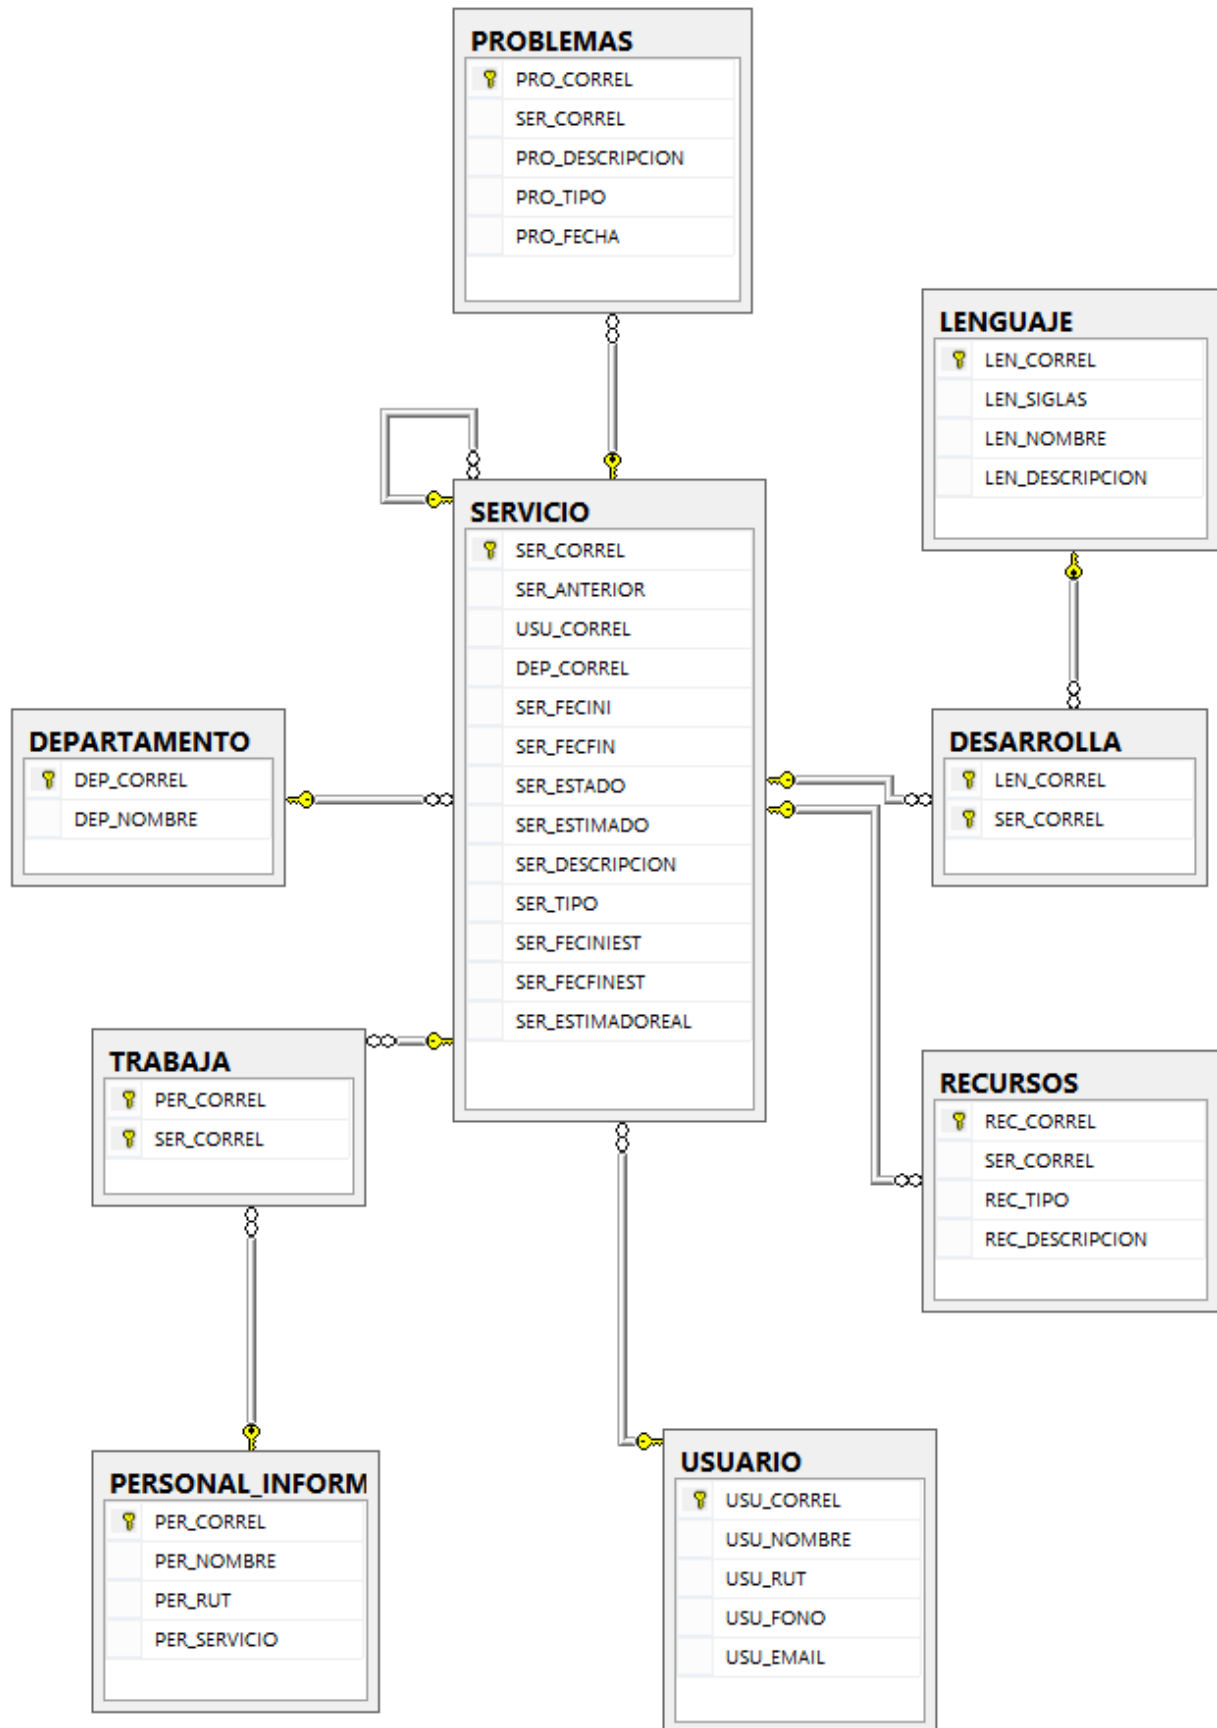 PROBLEMAS
PRO_CORREL
SER_CORREL
PRO_DESCRIPCION
PRO_TIPO
PRO_FECHA
LENGUAJE
LEN_CORREL
LEN_SIGLAS
LEN_NOMBRE
LEN_DESCRIPCION
SERVICIO
SER_CORREL
SER_ANTERIOR
USU_CORREL
DEP_CORREL
SER_FECINI
SER_FECFIN
SER_ESTADO
SER_ESTIMADO
SER_DESCRIPCION
SER_TIPO
SER_FECINIEST
SER_FECFINEST
SER_ESTIMADOREAL
DEPARTAMENTO
DEP_CORREL
DEP_NOMBRE
DESARROLLA
LEN_CORREL
SER_CORREL
TRABAJA
PER_CORREL
SER_CORREL
RECURSOS
REC_CORREL
SER_CORREL
REC_TIPO
REC_DESCRIPCION
PERSONAL_INFORM
PER_CORREL
PER_NOMBRE
PER_RUT
PER_SERVICIO
USUARIO
USU_CORREL
USU_NOMBRE
USU_RUT
USU_FONO
USU_EMAIL